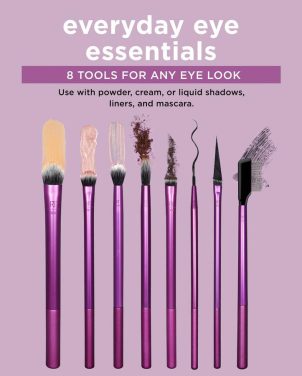 everyday eye
essentials
8 TOOLS FOR ANY EYE LOOK
Use with powder, cream, or liquid shadows,
liners, and mascara.